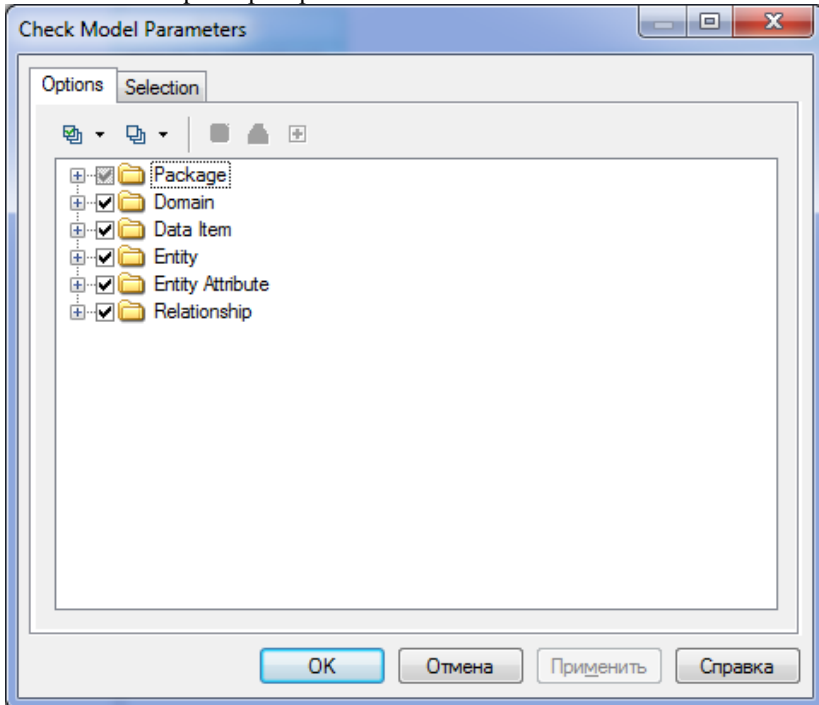 Check Model Parameters
Options Selection
Package
Domain
Data Item
Entity
Entity Attribute
Relationship
OK Отмена Применить Справка